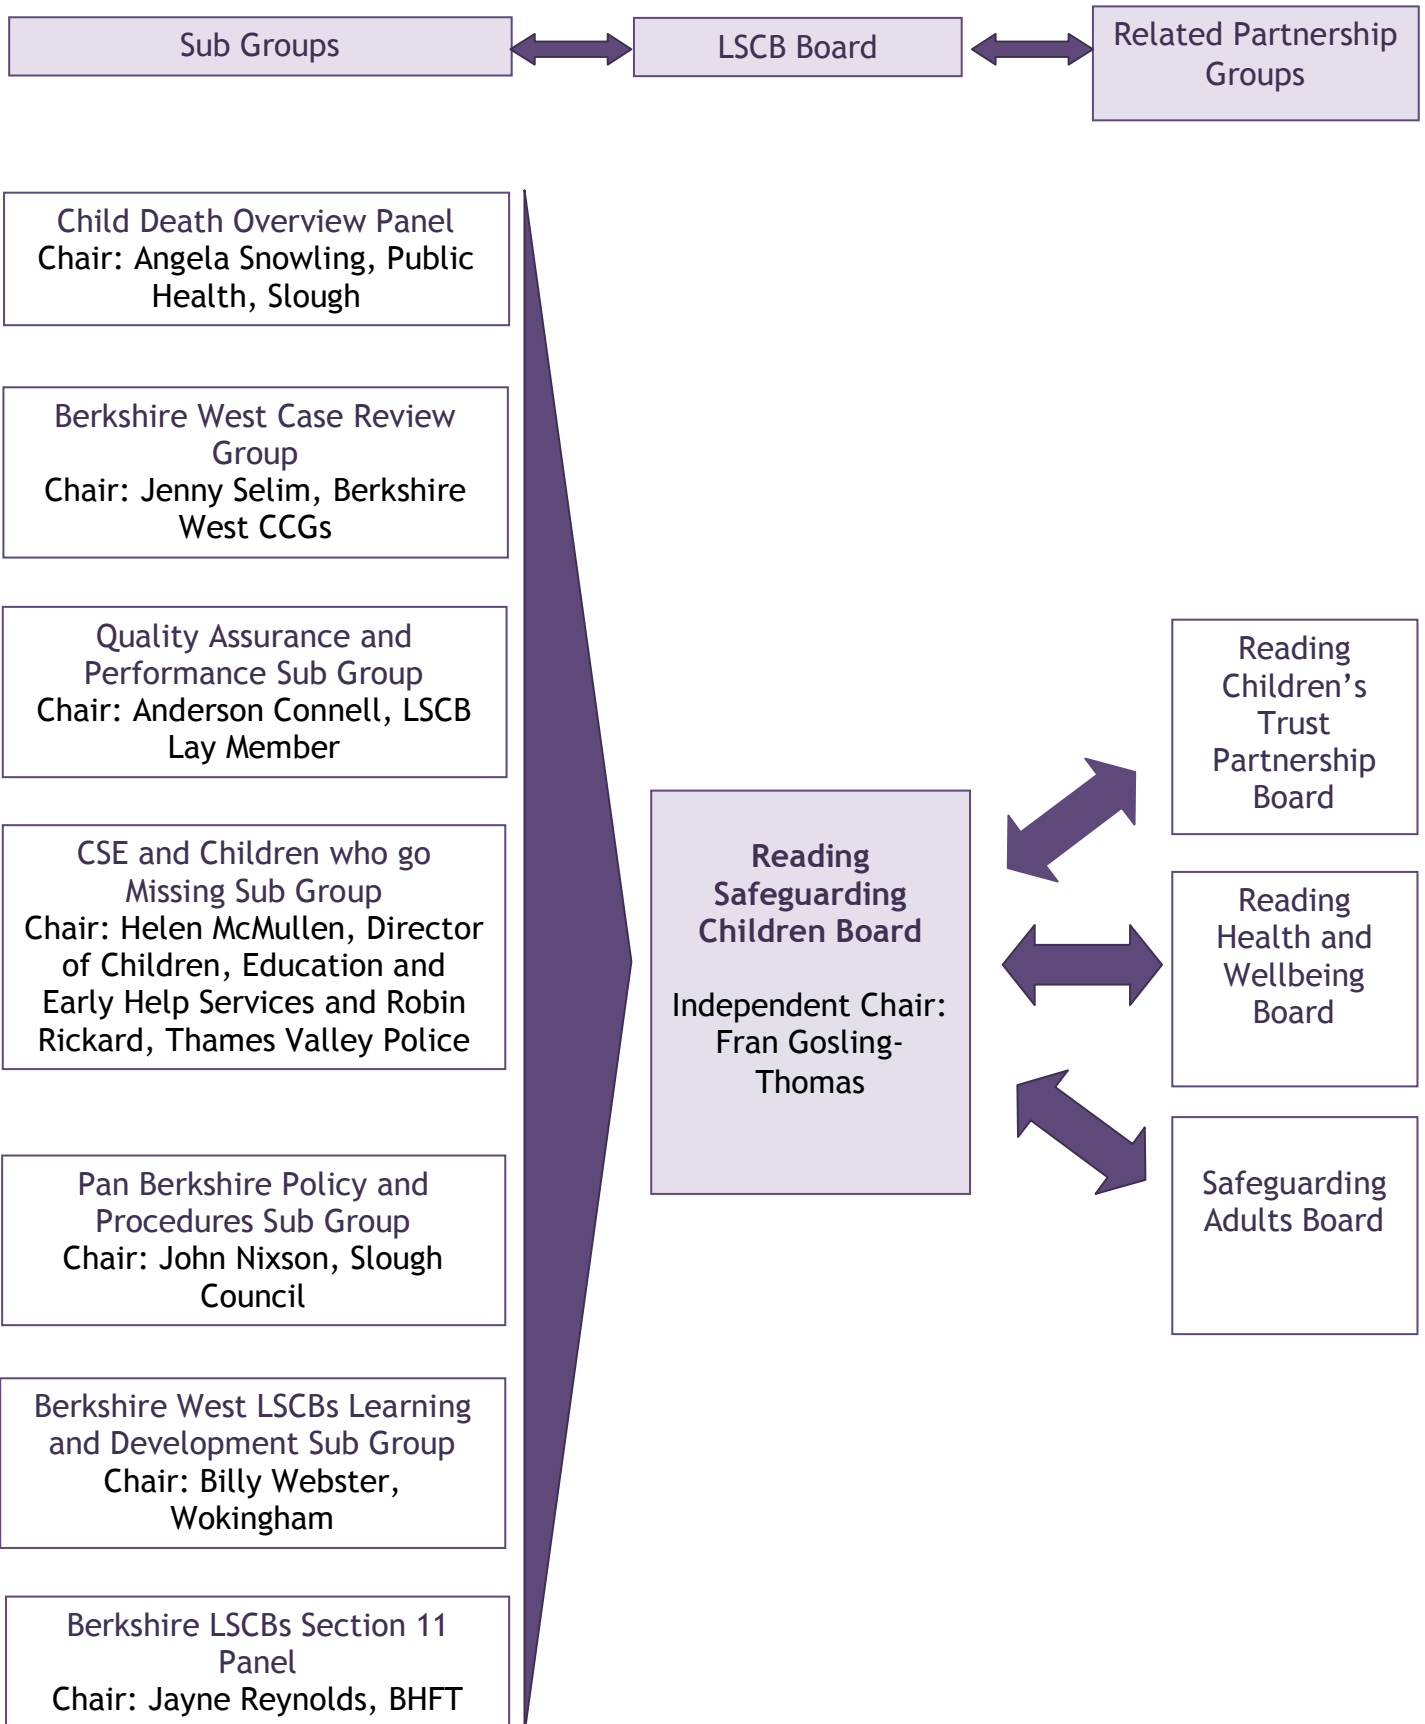 Sub Groups
LSCB Board
Related Partnership
Groups
Child Death Overview Panel
Chair: Angela Snowling, Public
Health, Slough
Berkshire West Case Review
Group
Chair: Jenny Selim, Berkshire
West CCGs
Quality Assurance and
Performance Sub Group
Chair: Anderson Connell, LSCB
Lay Member
CSE and Children who go
Missing Sub Group
Chair: Helen McMullen, Director
of Children, Education and
Early Help Services and Robin
Rickard, Thames Valley Police
Pan Berkshire Policy and
Procedures Sub Group
Chair: John Nixson, Slough
Council
Berkshire West LSCBs Learning
and Development Sub Group
Chair: Billy Webster,
Wokingham
Berkshire LSCBs Section 11
Panel
Chair: Jayne Reynolds, BHFT
Reading
Safeguarding
Children Board
Independent Chair:
Fran Gosling-
Thomas
Reading
Children’s
Trust
Partnership
Board
Reading
Health and
Wellbeing
Board
Safeguarding
Adults Board